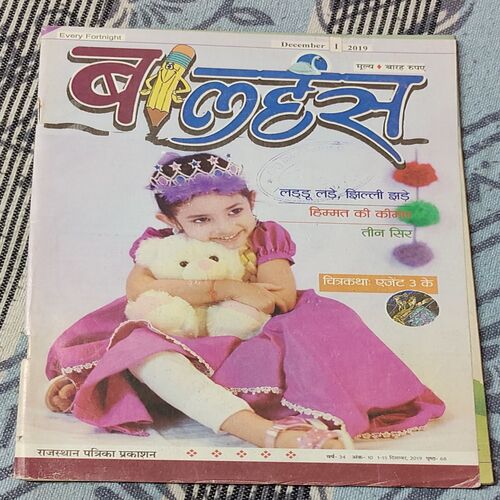 Every Fortnight
December 1 2019
बालहंस
मूल्य ♦ बारह रुपए
लड्डू लड़े, झिल्ली झड़े
हिम्मत की कीमत
तीन सिर
चित्रकथाः एजेंट 3 के
राजस्थान पत्रिका प्रकाशन
वर्ष- 34 अंक- 10 1-15 दिसम्बर, 2019 पृष्ठ- 68